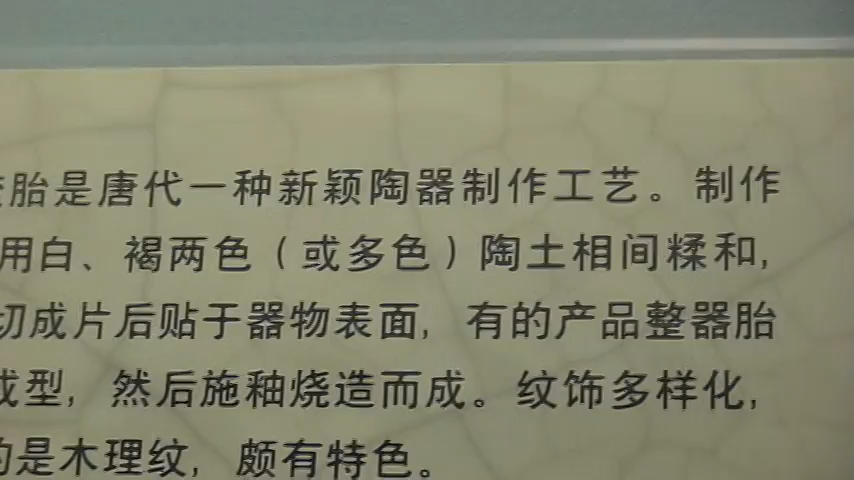 胎是唐代一种新颖陶器制作工艺。制作
用白、褐两色（或多色）陶土相间糅和，
切成片后贴于器物表面，有的产品整器胎
成型，然后施釉烧造而成。纹饰多样化，
的是木理纹，颇有特色。